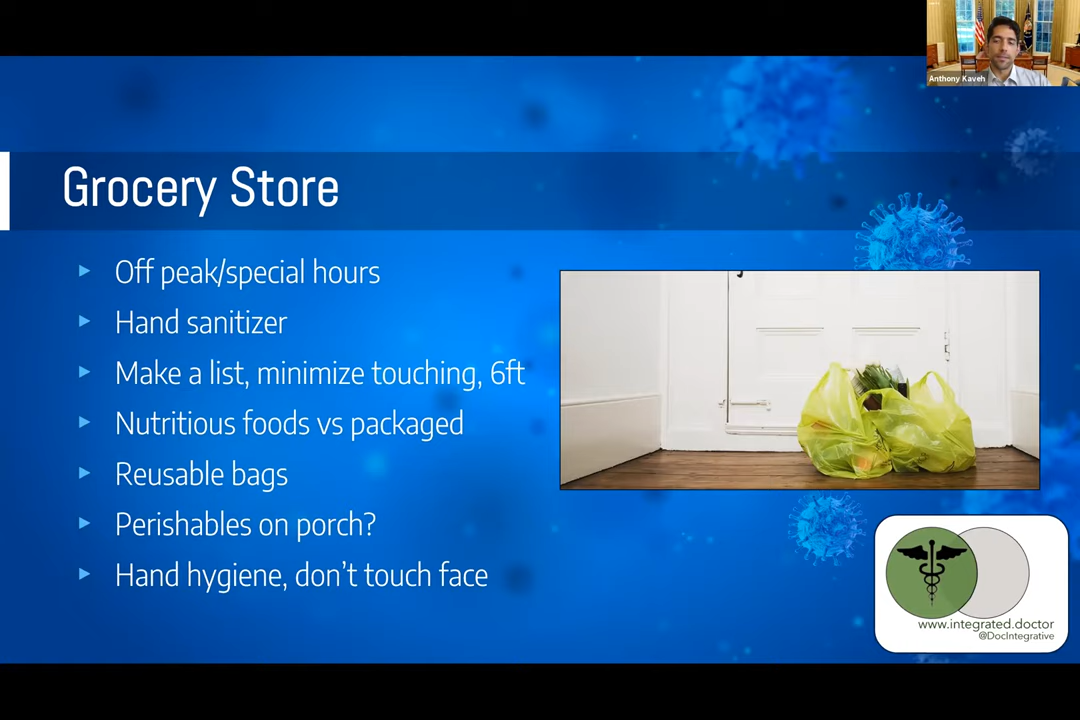 Anthony Kaveh
Grocery Store
Off peak/special hours
Hand sanitizer
Make a list, minimize touching, 6ft
Nutritious foods vs packaged
Reusable bags
Perishables on porch?
Hand hygiene, don’t touch face
www.integrated.doctor
@DocIntegrative